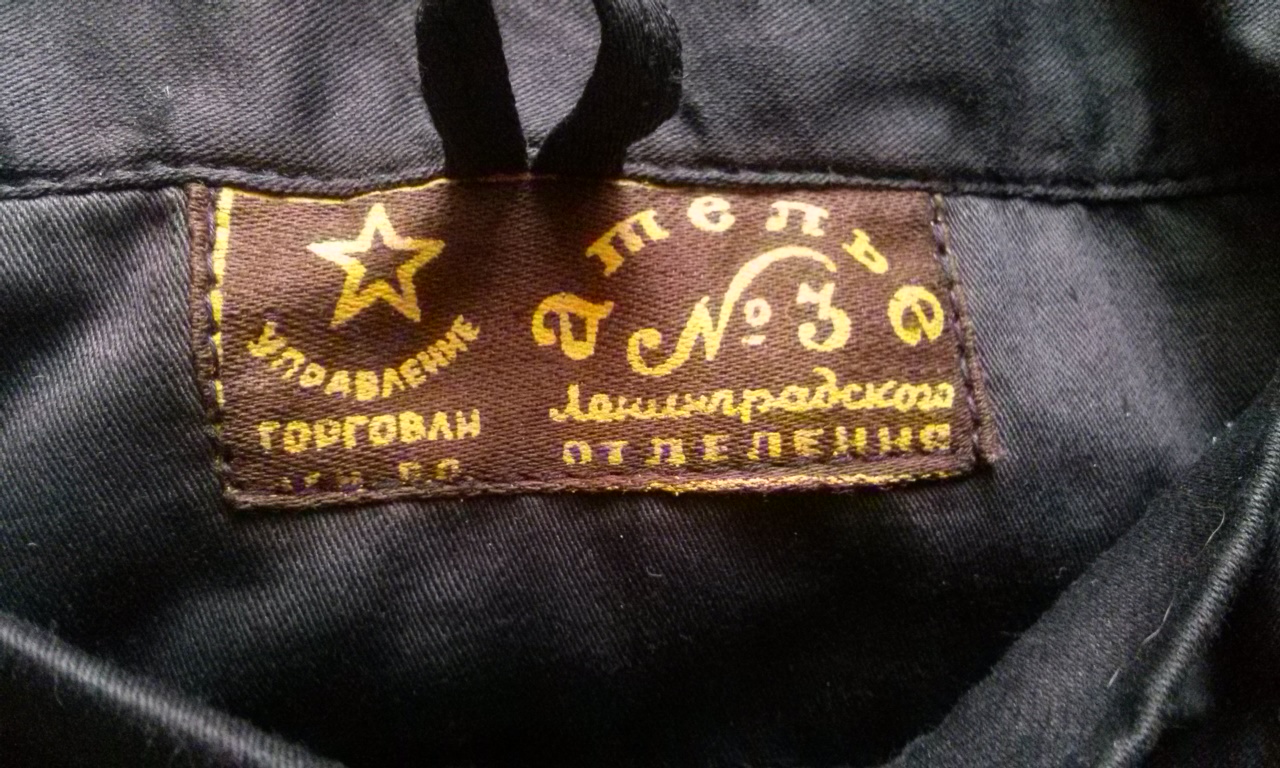 УПРАВЛЕНИЕ
ТОРГОВЛИ
Ателье
№ 3
Ленинградского
ОТДЕЛЕНИЯ